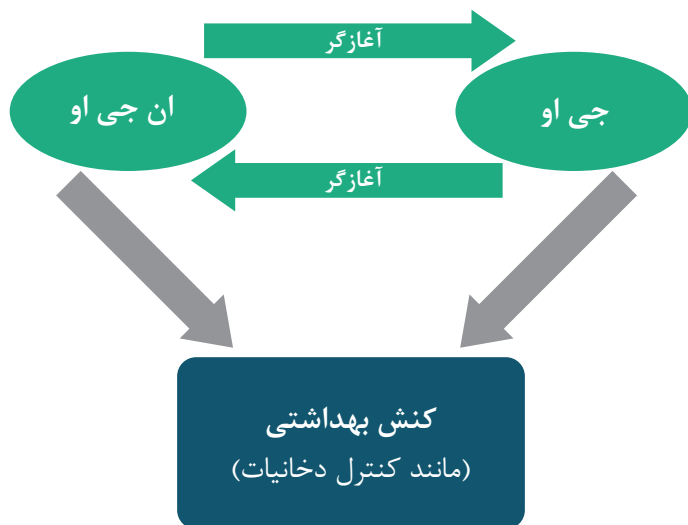 آغازگر
جی او
ان جی او
آغازگر
کنش بهداشتی
(مانند کنترل دخانیات)